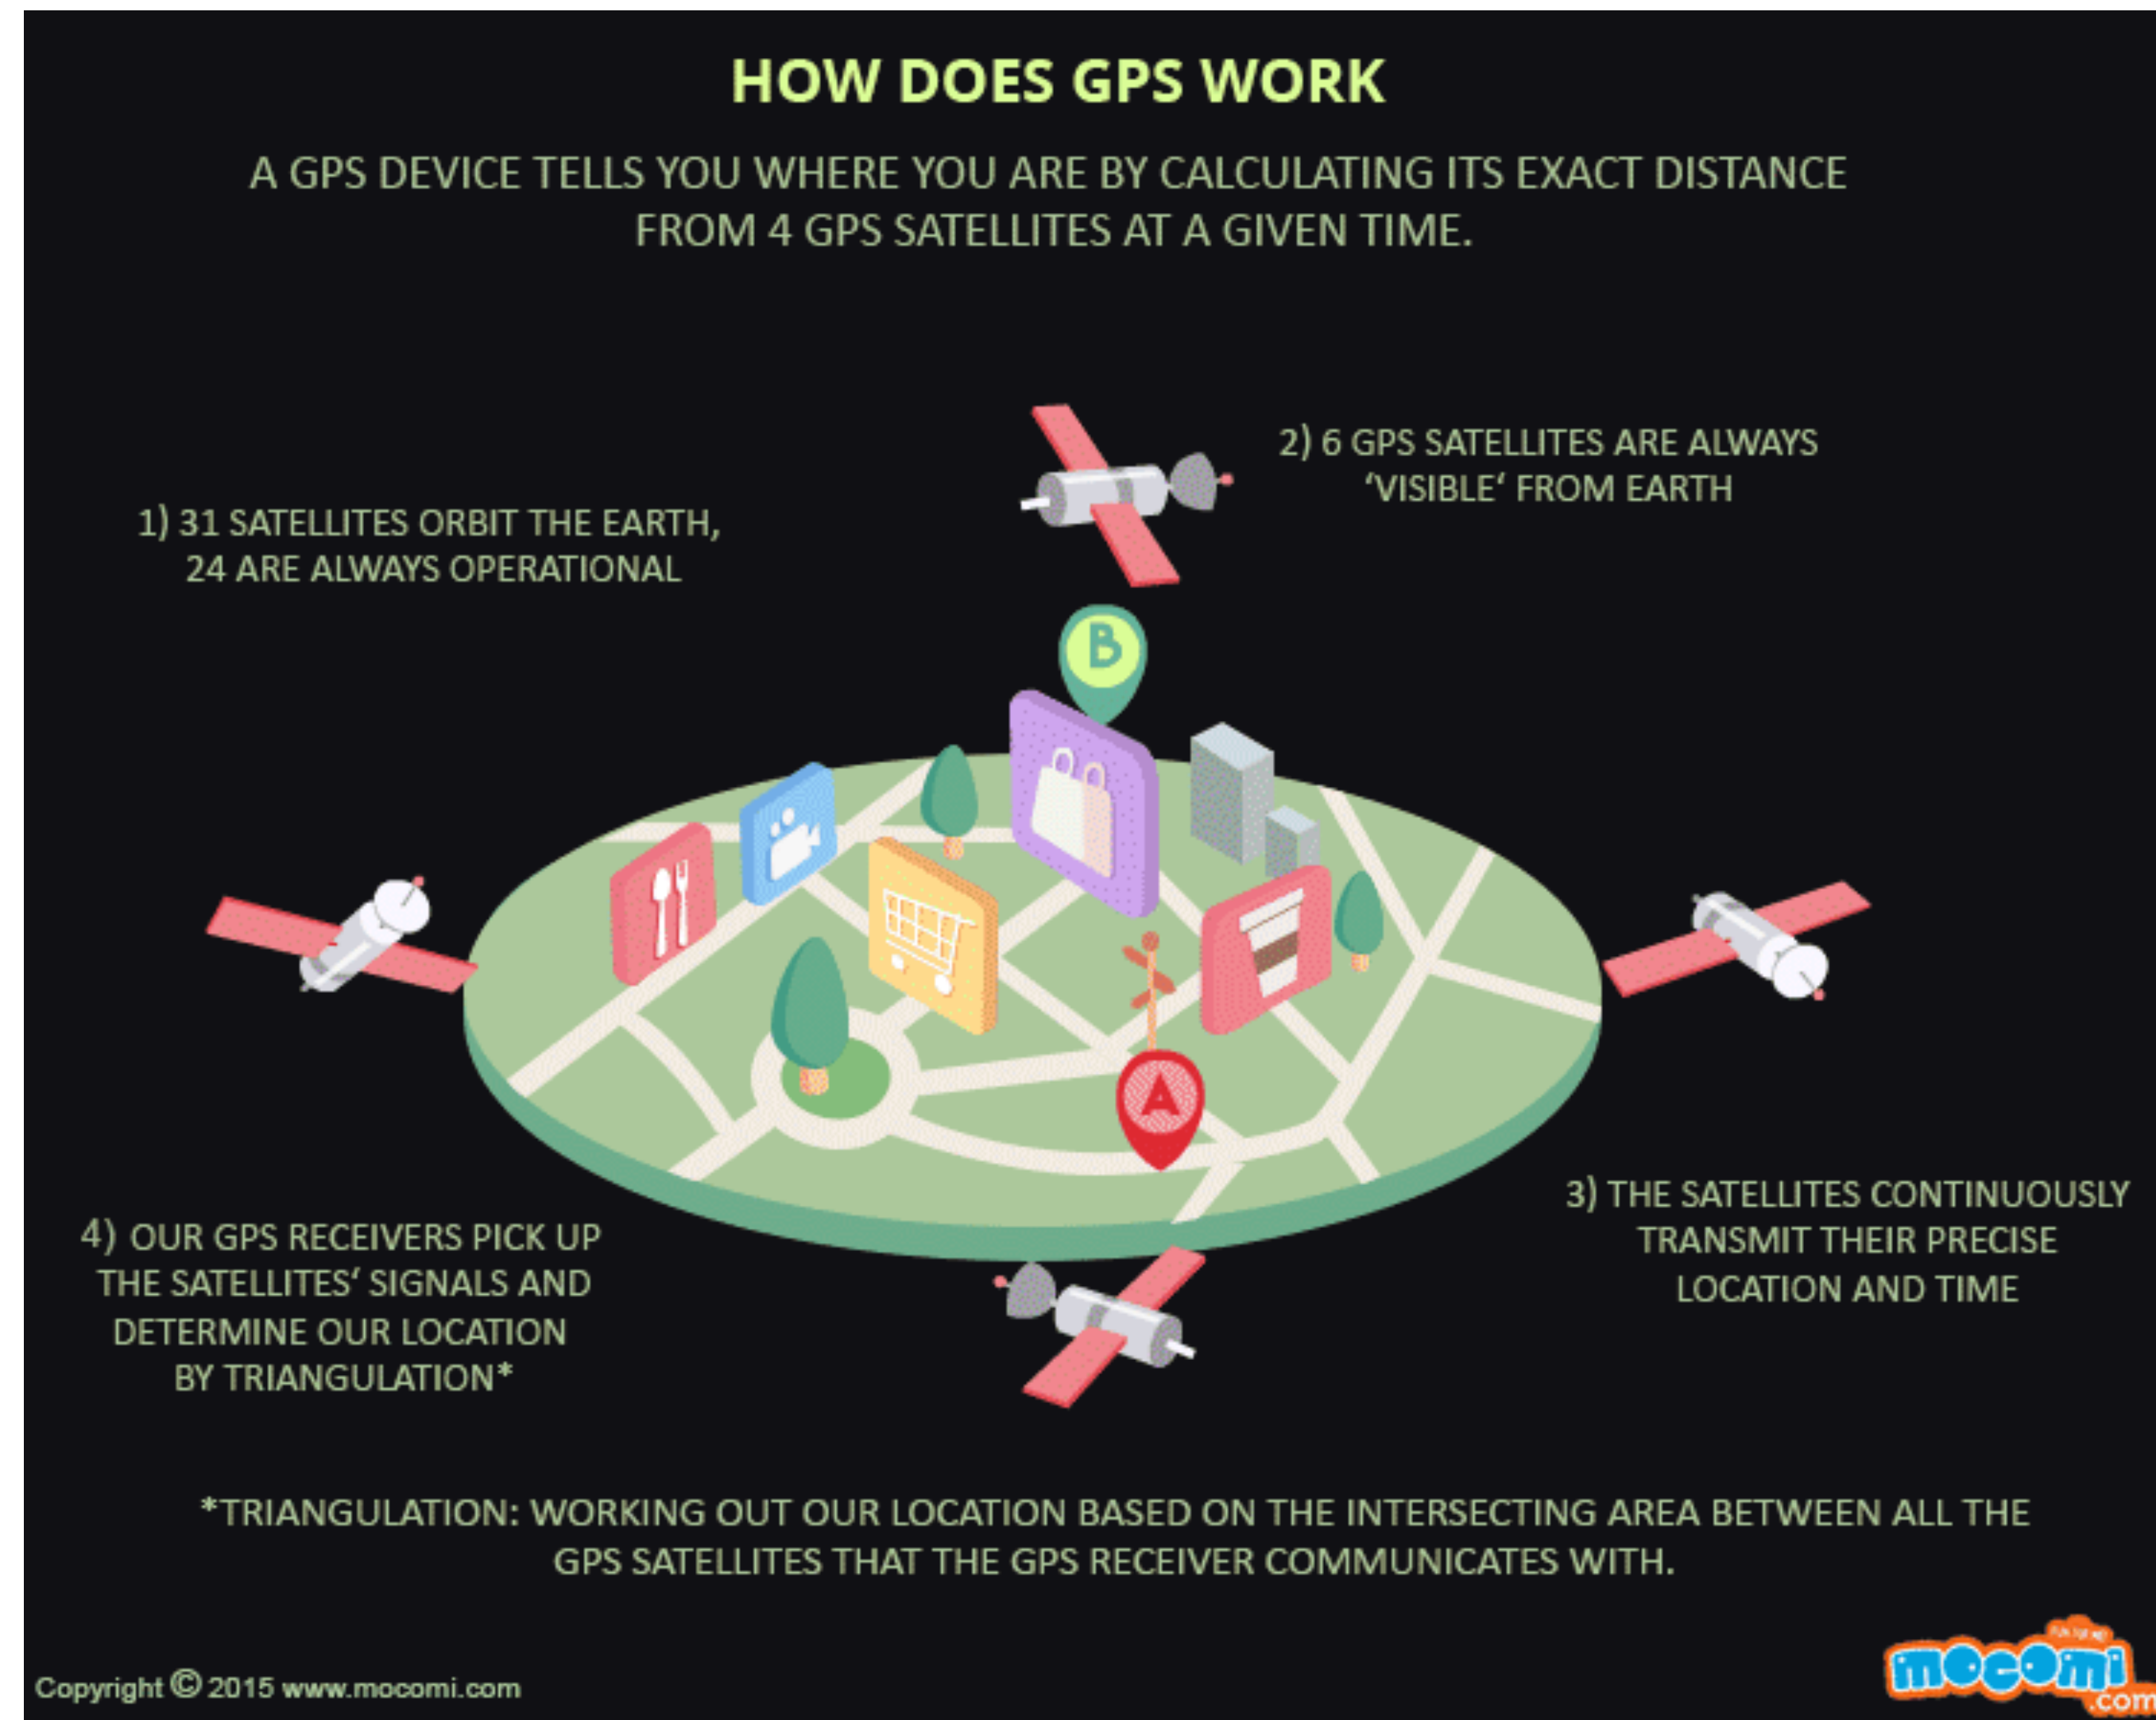 HOW DOES GPS WORK
A GPS DEVICE TELLS YOU WHERE YOU ARE BY CALCULATING ITS EXACT DISTANCE
FROM 4 GPS SATELLITES AT A GIVEN TIME.
2) 6 GPS SATELLITES ARE ALWAYS
‘VISIBLE‘ FROM EARTH
1) 31 SATELLITES ORBIT THE EARTH,
24 ARE ALWAYS OPERATIONAL
B
A
3) THE SATELLITES CONTINUOUSLY
TRANSMIT THEIR PRECISE
LOCATION AND TIME
4) OUR GPS RECEIVERS PICK UP
THE SATELLITES‘ SIGNALS AND
DETERMINE OUR LOCATION
BY TRIANGULATION*
*TRIANGULATION: WORKING OUT OUR LOCATION BASED ON THE INTERSECTING AREA BETWEEN ALL THE
GPS SATELLITES THAT THE GPS RECEIVER COMMUNICATES WITH.
Copyright © 2015 www.mocomi.com
mocomi
.com